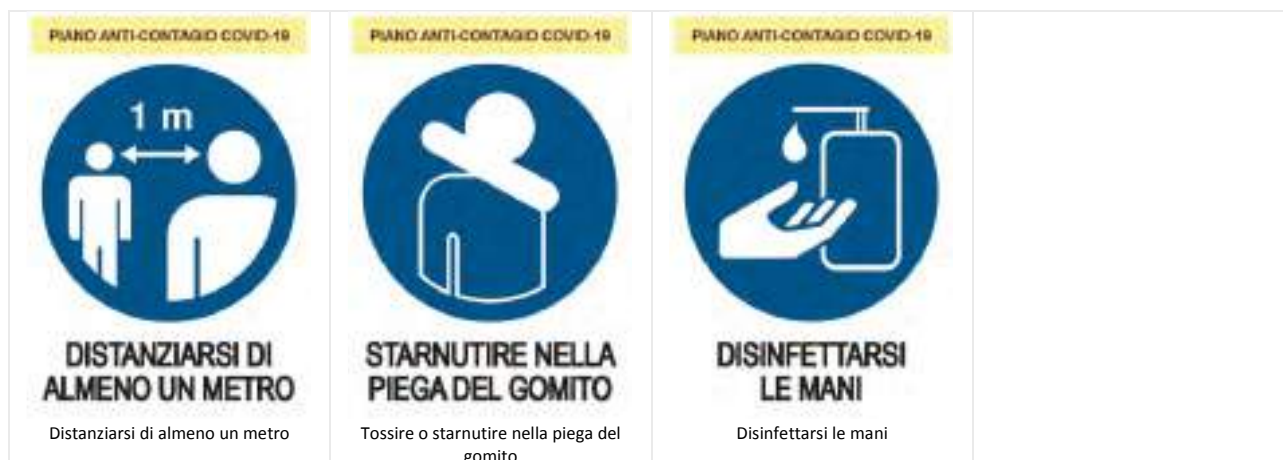 PIANO ANTI-CONTAGIO COVID-19
1 m
DISTANZIARSI DI
ALMENO UN METRO
Distanziarsi di almeno un metro
PIANO ANTI-CONTAGIO COVID-19
STARNUTIRE NELLA
PIEGA DEL GOMITO
Tossire o starnutire nella piega del
gomito
PIANO ANTI-CONTAGIO COVID-19
DISINFETTARSI
LE MANI
Disinfettarsi le mani